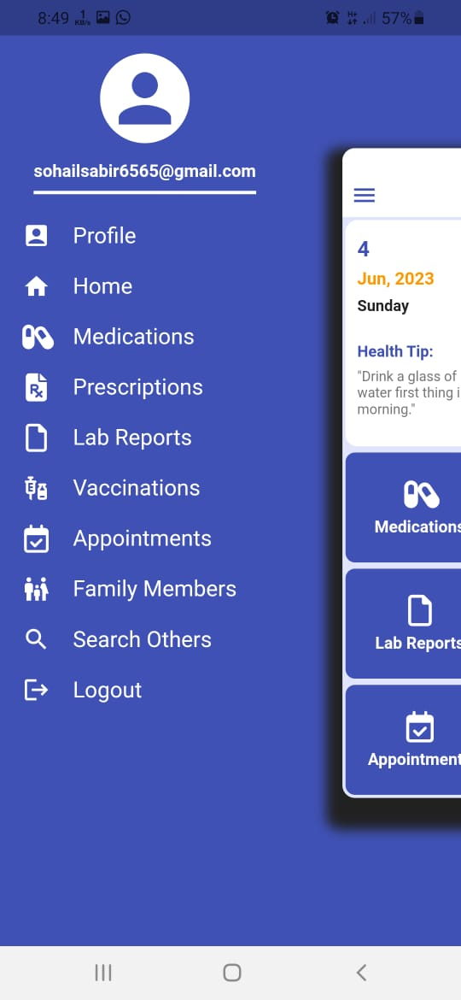 8:49 1 KB/s H+ 57%
sohailsabir6565@gmail.com
Profile
Home
Medications
Prescriptions
Lab Reports
Vaccinations
Appointments
Family Members
Search Others
Logout
4
Jun, 2023
Sunday
Health Tip:
"Drink a glass of
water first thing i
morning."
Medications
Lab Reports
Appointment